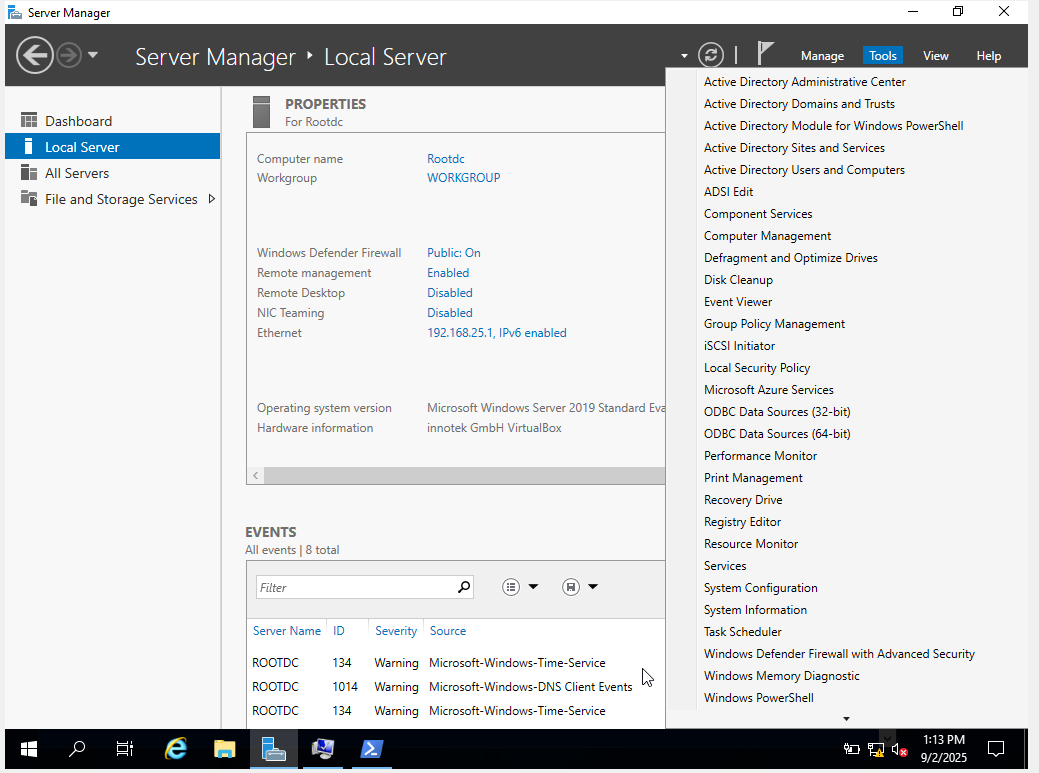 Server Manager
Server Manager ‣ Local Server
Manage Tools View Help
Dashboard
Local Server
All Servers
File and Storage Services
PROPERTIES
For Rootdc
Computer name Rootdc
Workgroup WORKGROUP
Windows Defender Firewall Public: On
Remote management Enabled
Remote Desktop Disabled
NIC Teaming Disabled
Ethernet 192.168.25.1, IPv6 enabled
Operating system version Microsoft Windows Server 2019 Standard Eva
Hardware information innotek GmbH VirtualBox
EVENTS
All events | 8 total
Filter
Server Name ID Severity Source
ROOTDC 134 Warning Microsoft-Windows-Time-Service
ROOTDC 1014 Warning Microsoft-Windows-DNS Client Events
ROOTDC 134 Warning Microsoft-Windows-Time-Service
Active Directory Administrative Center
Active Directory Domains and Trusts
Active Directory Module for Windows PowerShell
Active Directory Sites and Services
Active Directory Users and Computers
ADSI Edit
Component Services
Computer Management
Defragment and Optimize Drives
Disk Cleanup
Event Viewer
Group Policy Management
iSCSI Initiator
Local Security Policy
Microsoft Azure Services
ODBC Data Sources (32-bit)
ODBC Data Sources (64-bit)
Performance Monitor
Print Management
Recovery Drive
Registry Editor
Resource Monitor
Services
System Configuration
System Information
Task Scheduler
Windows Defender Firewall with Advanced Security
Windows Memory Diagnostic
Windows PowerShell
1:13 PM
9/2/2025